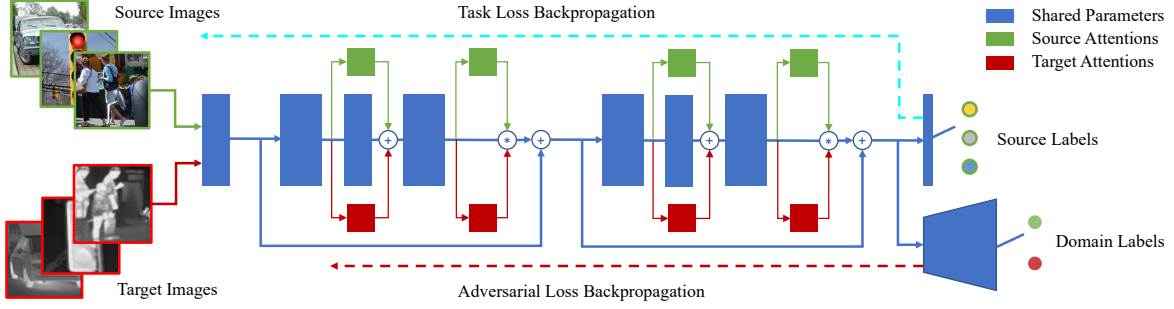 Source Images
Task Loss Backpropagation
Shared Parameters
Source Attentions
Target Attentions
+
*
+
+
*
+
Source Labels
Domain Labels
Target Images
Adversarial Loss Backpropagation